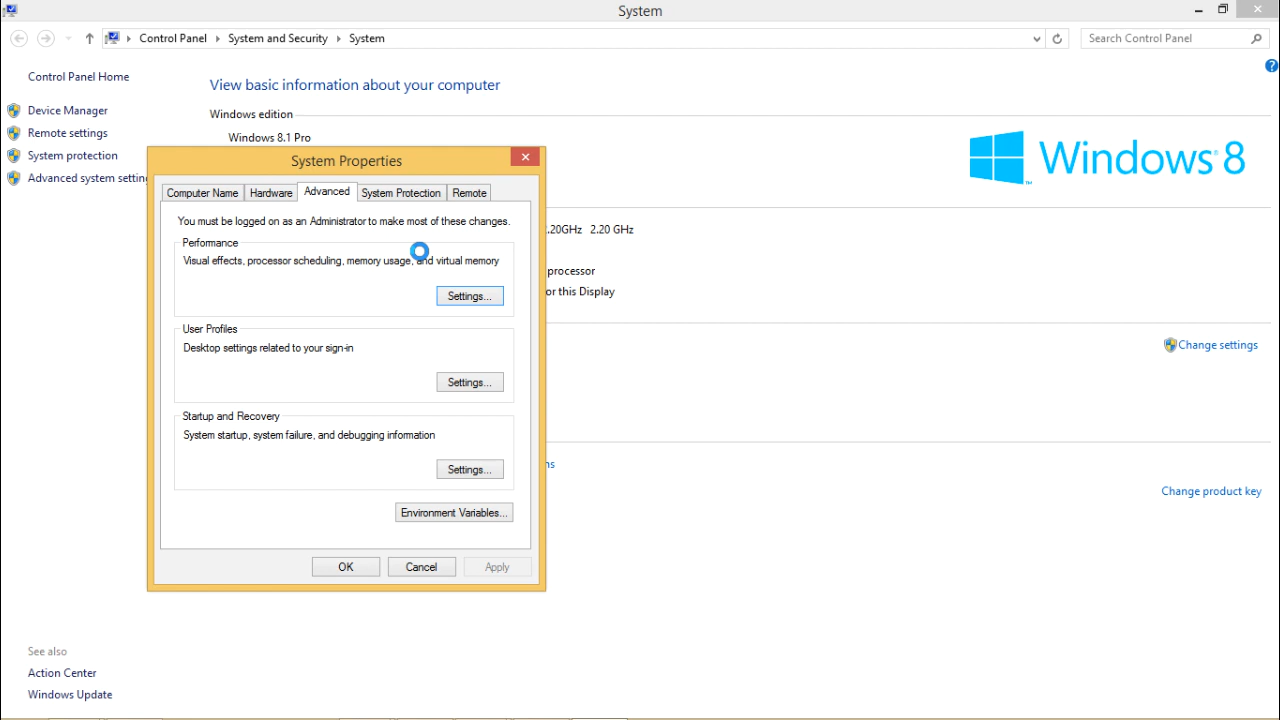 System
Control Panel System and Security System
Search Control Panel
Control Panel Home
Device Manager
Remote settings
System protection
Advanced system settin
View basic information about your computer
Windows edition
Windows 8.1 Pro
Windows 8
System Properties
Computer Name Hardware Advanced System Protection Remote
You must be logged on as an Administrator to make most of these changes.
Performance
Visual effects, processor scheduling, memory usage, and virtual memory
Settings...
User Profiles
Desktop settings related to your sign-in
Settings...
Startup and Recovery
System startup, system failure, and debugging information
Settings...
Environment Variables...
OK Cancel Apply
.20GHz 2.20 GHz
processor
or this Display
Change settings
ns
Change product key
See also
Action Center
Windows Update